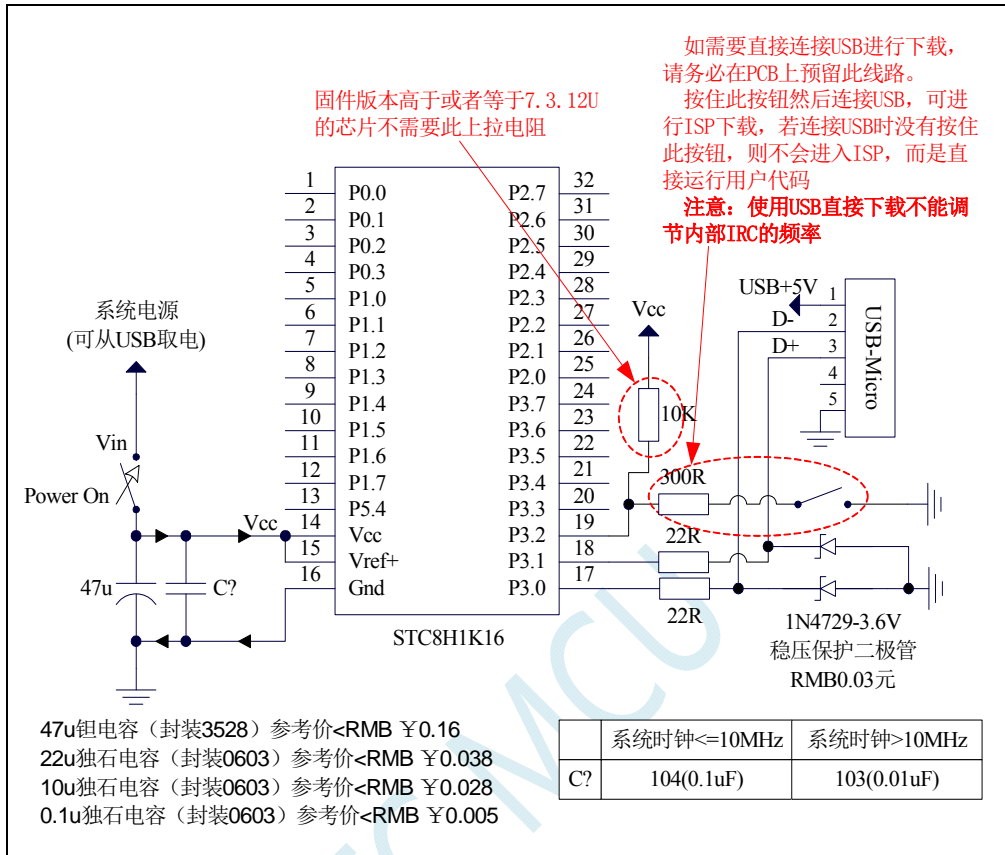 如需要直接连接USB进行下载,
请务必在PCB上预留此线路。
按住此按钮然后连接USB，可进
行ISP下载，若连接USB时没有按住
此按钮，则不会进入ISP，而是直
接运行用户代码
注意：使用USB直接下载不能调
节内部IRC的频率
固件版本高于或者等于7.3.12U
的芯片不需要此上拉电阻
系统电源
(可从USB取电)
Vin
Power On
Vcc
47u
C?
1 P0.0
2 P0.1
3 P0.2
4 P0.3
5 P1.0
6 P1.1
7 P1.2
8 P1.3
9 P1.4
10 P1.5
11 P1.6
12 P1.7
13 P5.4
14 Vcc
15 Vref+
16 Gnd
P2.7 32
P2.6 31
P2.5 30
P2.4 29
P2.3 28
P2.2 27
P2.1 26
P2.0 25
P3.7 24
P3.6 23
P3.5 22
P3.4 21
P3.3 20
P3.2 19
P3.1 18
P3.0 17
STC8H1K16
Vcc
10K
300R
22R
22R
USB+5V 1
D- 2
D+ 3
4
5
USB-Micro
1N4729-3.6V
稳压保护二极管
RMB0.03元
47u钽电容（封装3528）参考价<RMB ￥0.16
22u独石电容（封装0603）参考价<RMB ￥0.038
10u独石电容（封装0603）参考价<RMB ￥0.028
0.1u独石电容（封装0603）参考价<RMB ￥0.005
系统时钟<=10MHz 系统时钟>10MHz
C? 104(0.1uF) 103(0.01uF)
MCU